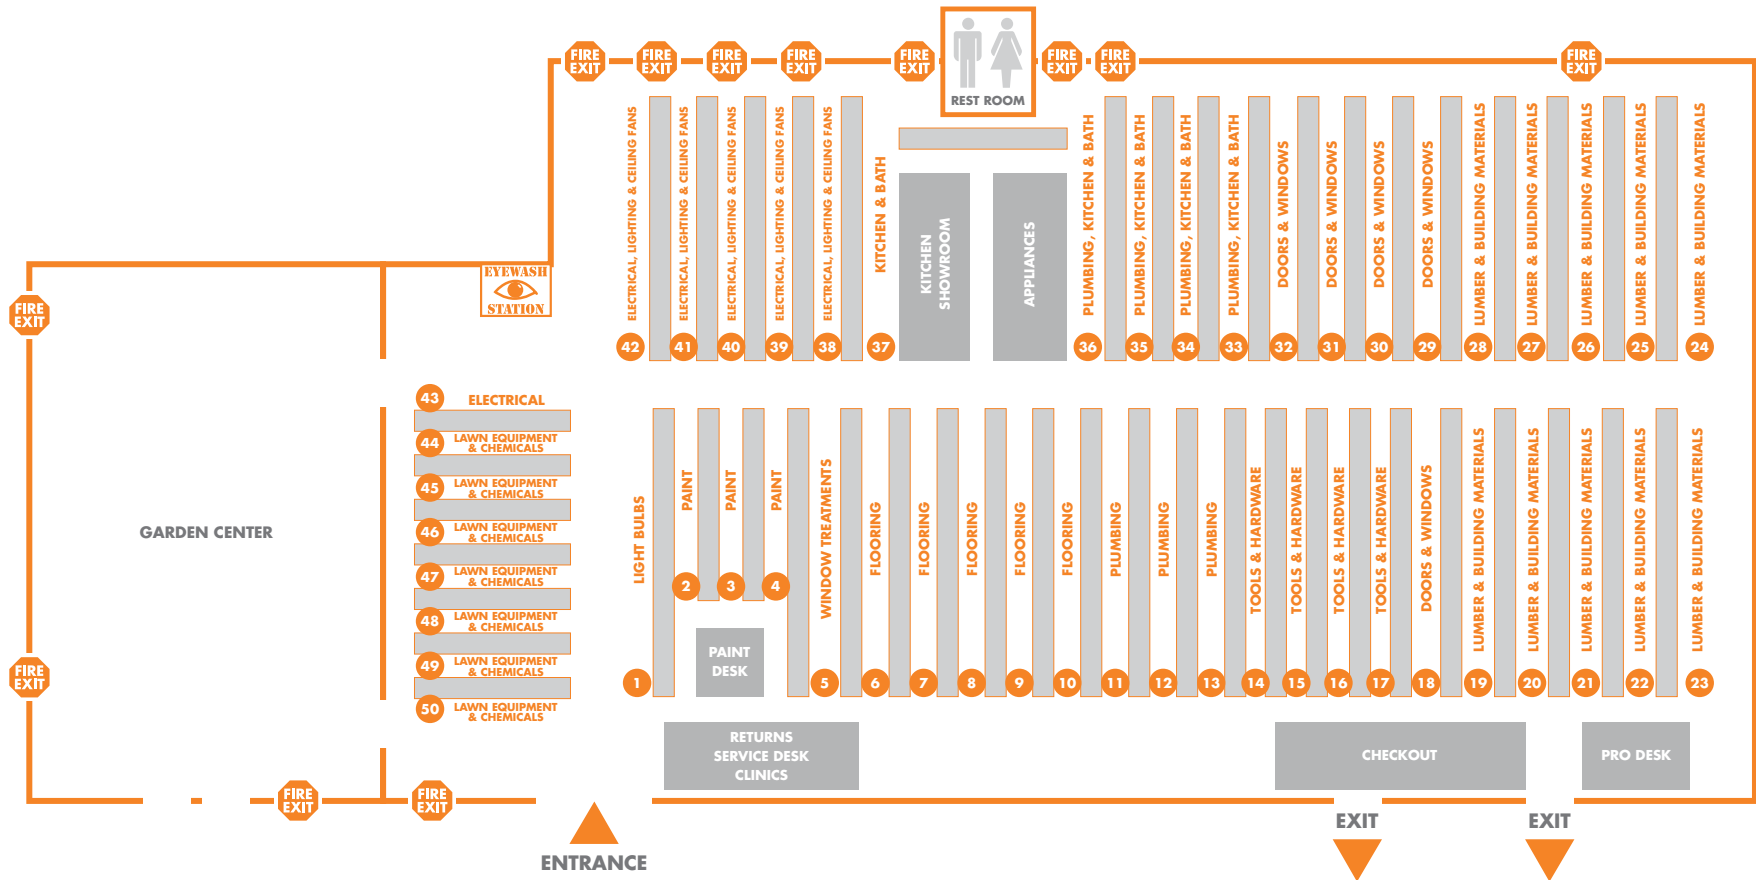 FIRE
EXIT
FIRE
EXIT
FIRE
EXIT
FIRE
EXIT
FIRE
EXIT
REST ROOM
FIRE
EXIT
FIRE
EXIT
FIRE
EXIT
ELECTRICAL, LIGHTING & CEILING FANS
42
ELECTRICAL, LIGHTING & CEILING FANS
41
ELECTRICAL, LIGHTING & CEILING FANS
40
ELECTRICAL, LIGHTING & CEILING FANS
39
ELECTRICAL, LIGHTING & CEILING FANS
38
KITCHEN & BATH
37
KITCHEN
SHOWROOM
APPLIANCES
PLUMBING, KITCHEN & BATH
36
PLUMBING, KITCHEN & BATH
35
PLUMBING, KITCHEN & BATH
34
PLUMBING, KITCHEN & BATH
33
DOORS & WINDOWS
32
DOORS & WINDOWS
31
DOORS & WINDOWS
30
DOORS & WINDOWS
29
LUMBER & BUILDING MATERIALS
28
LUMBER & BUILDING MATERIALS
27
LUMBER & BUILDING MATERIALS
26
LUMBER & BUILDING MATERIALS
25
LUMBER & BUILDING MATERIALS
24
EYEWASH
STATION
FIRE
EXIT
43 ELECTRICAL
44 LAWN EQUIPMENT
& CHEMICALS
45 LAWN EQUIPMENT
& CHEMICALS
46 LAWN EQUIPMENT
& CHEMICALS
47 LAWN EQUIPMENT
& CHEMICALS
48 LAWN EQUIPMENT
& CHEMICALS
49 LAWN EQUIPMENT
& CHEMICALS
50 LAWN EQUIPMENT
& CHEMICALS
GARDEN CENTER
FIRE
EXIT
LIGHT BULBS
1
PAINT
2
PAINT
3
PAINT
4
PAINT
DESK
WINDOW TREATMENTS
5
FLOORING
6
FLOORING
7
FLOORING
8
FLOORING
9
FLOORING
10
PLUMBING
11
PLUMBING
12
PLUMBING
13
TOOLS & HARDWARE
14
TOOLS & HARDWARE
15
TOOLS & HARDWARE
16
TOOLS & HARDWARE
17
DOORS & WINDOWS
18
LUMBER & BUILDING MATERIALS
19
LUMBER & BUILDING MATERIALS
20
LUMBER & BUILDING MATERIALS
21
LUMBER & BUILDING MATERIALS
22
LUMBER & BUILDING MATERIALS
23
RETURNS
SERVICE DESK
CLINICS
CHECKOUT
PRO DESK
FIRE
EXIT
FIRE
EXIT
ENTRANCE
EXIT
EXIT